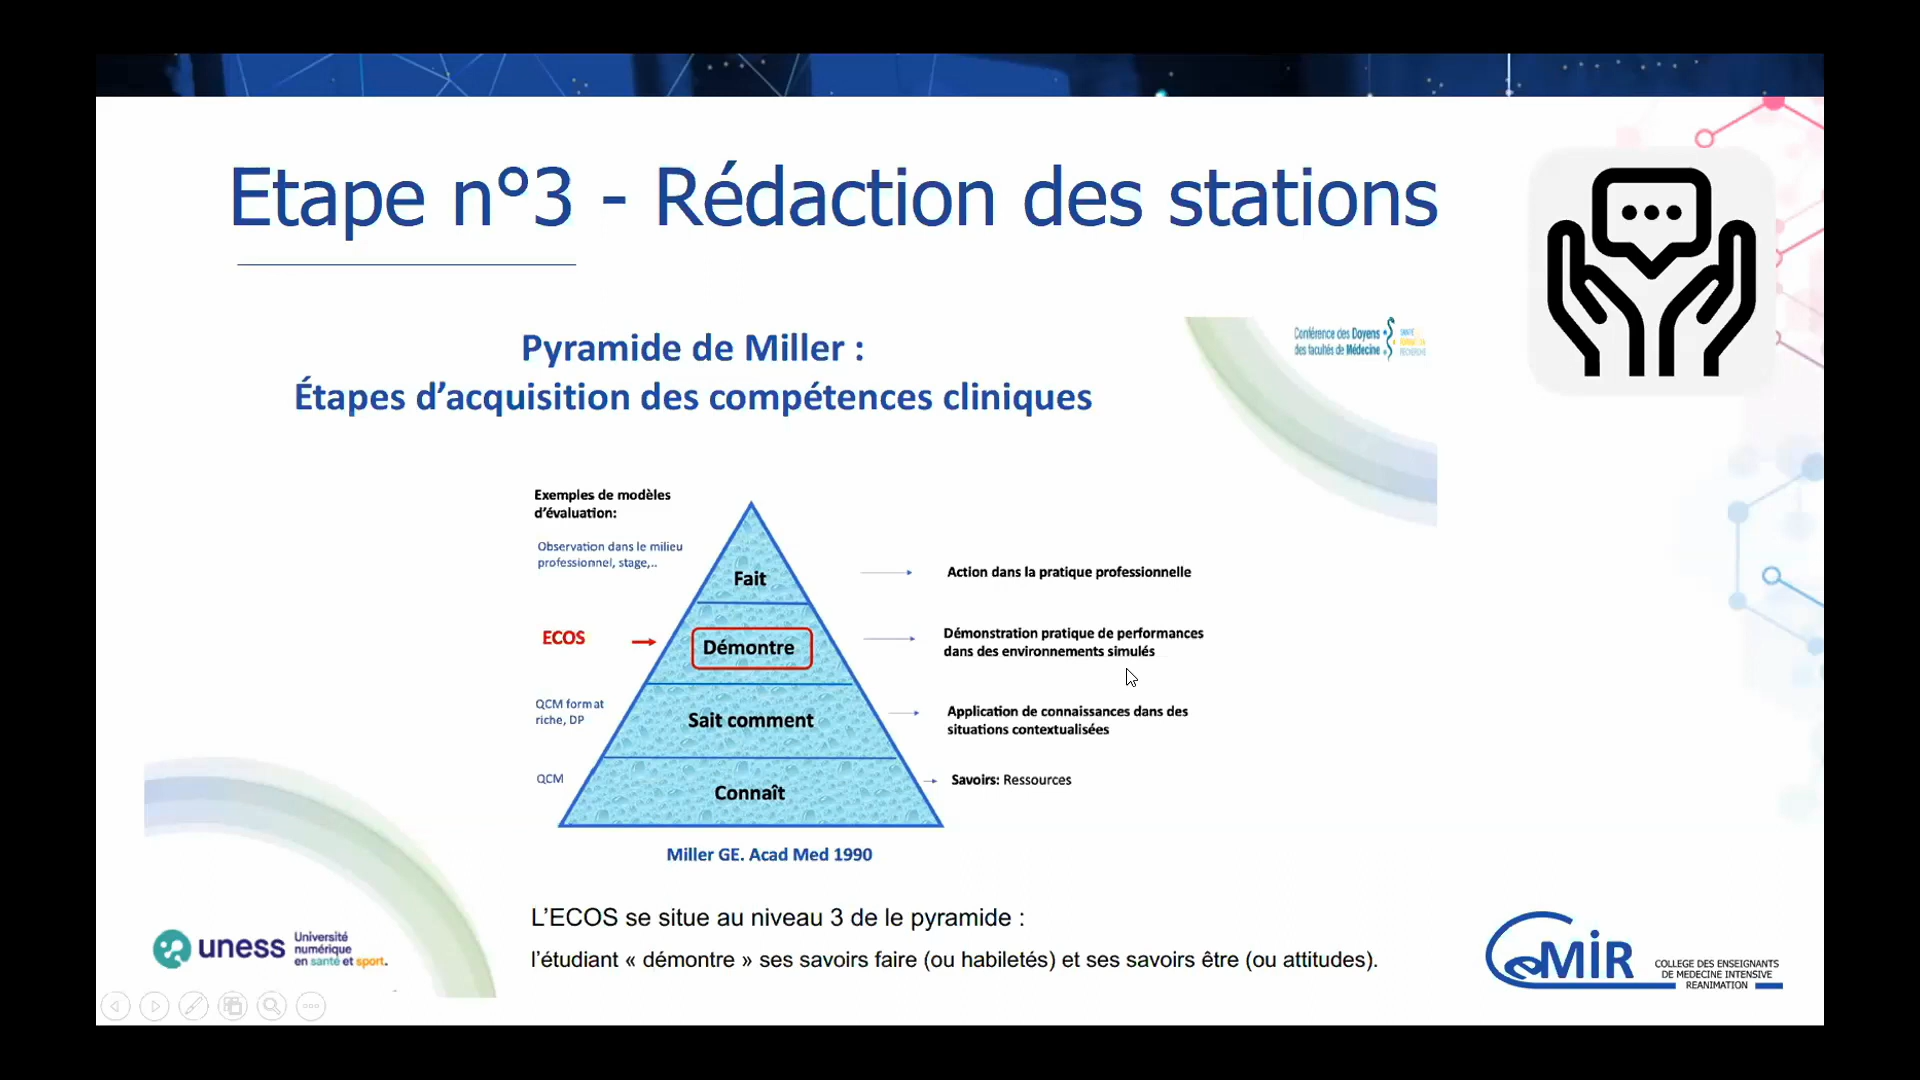 Etape n°3 - Rédaction des stations
Pyramide de Miller :
Étapes d'acquisition des compétences cliniques
Conférence des Doyens
des facultés de Médecine
SANTÉ
FORMATION
RECHERCHE
Exemples de modèles
d'évaluation:
Observation dans le milieu
professionnel, stage,..
Fait
Action dans la pratique professionnelle
ECOS
Démontre
Démonstration pratique de performances
dans des environnements simulés
QCM format
riche, DP
Sait comment
Application de connaissances dans des
situations contextualisées
QCM
Connaît
Savoirs: Ressources
Miller GE. Acad Med 1990
L'ECOS se situe au niveau 3 de le pyramide :
l'étudiant « démontre » ses savoirs faire (ou habiletés) et ses savoirs être (ou attitudes).
uness
Université
numérique
en santé et sport.
CEMIR
COLLEGE DES ENSEIGNANTS
DE MEDECINE INTENSIVE
REANIMATION